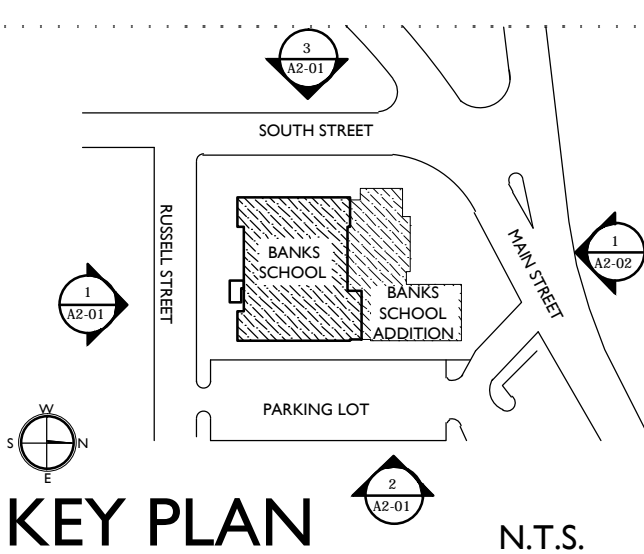 3
A2-01
SOUTH STREET
RUSSELL STREET
BANKS
SCHOOL
MAIN STREET
1
A2-02
1
A2-01
BANKS
SCHOOL
ADDITION
PARKING LOT
W
S
N
E
2
A2-01
KEY PLAN
N.T.S.